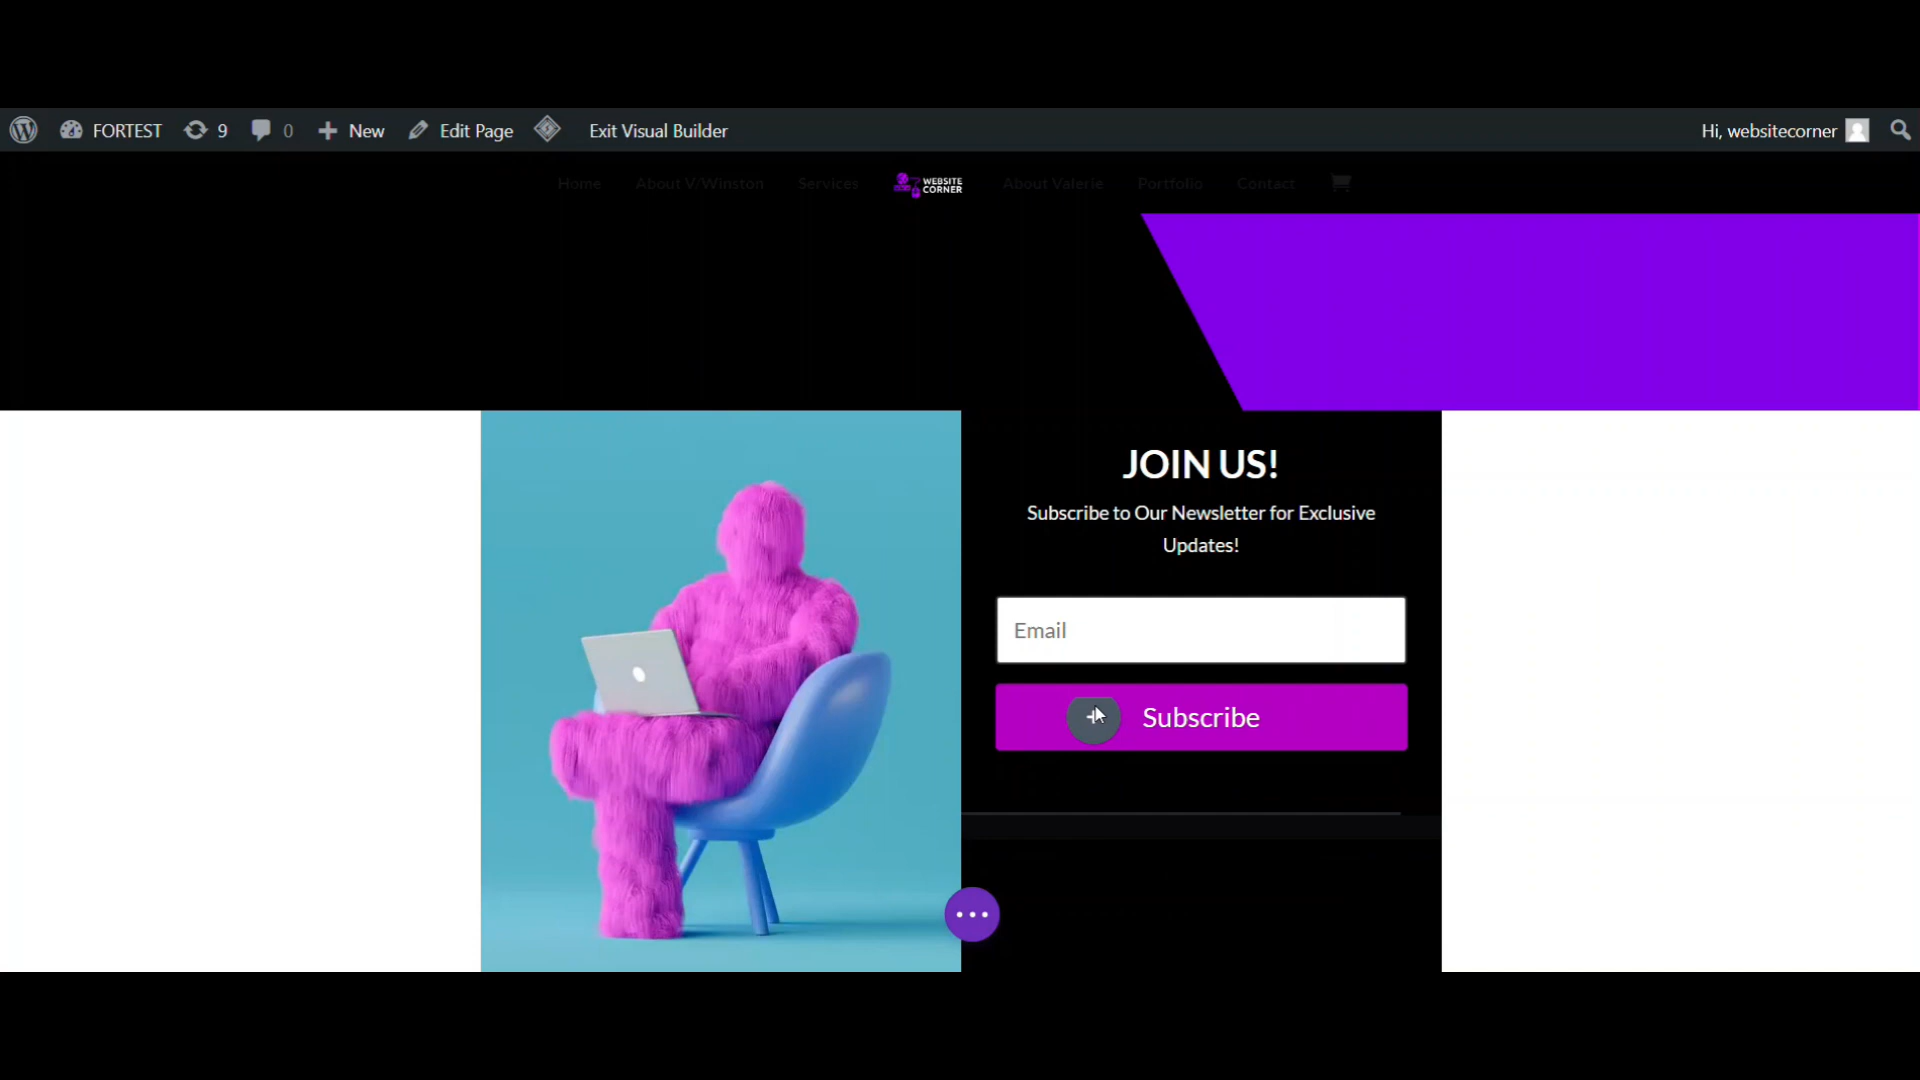 FORTEST 9 0 New Edit Page Exit Visual Builder Hi, websitecorner
Home About V/Winston Services WEBSITE CORNER About Valerie Portfolio Contact
JOIN US!
Subscribe to Our Newsletter for Exclusive
Updates!
Email
Subscribe